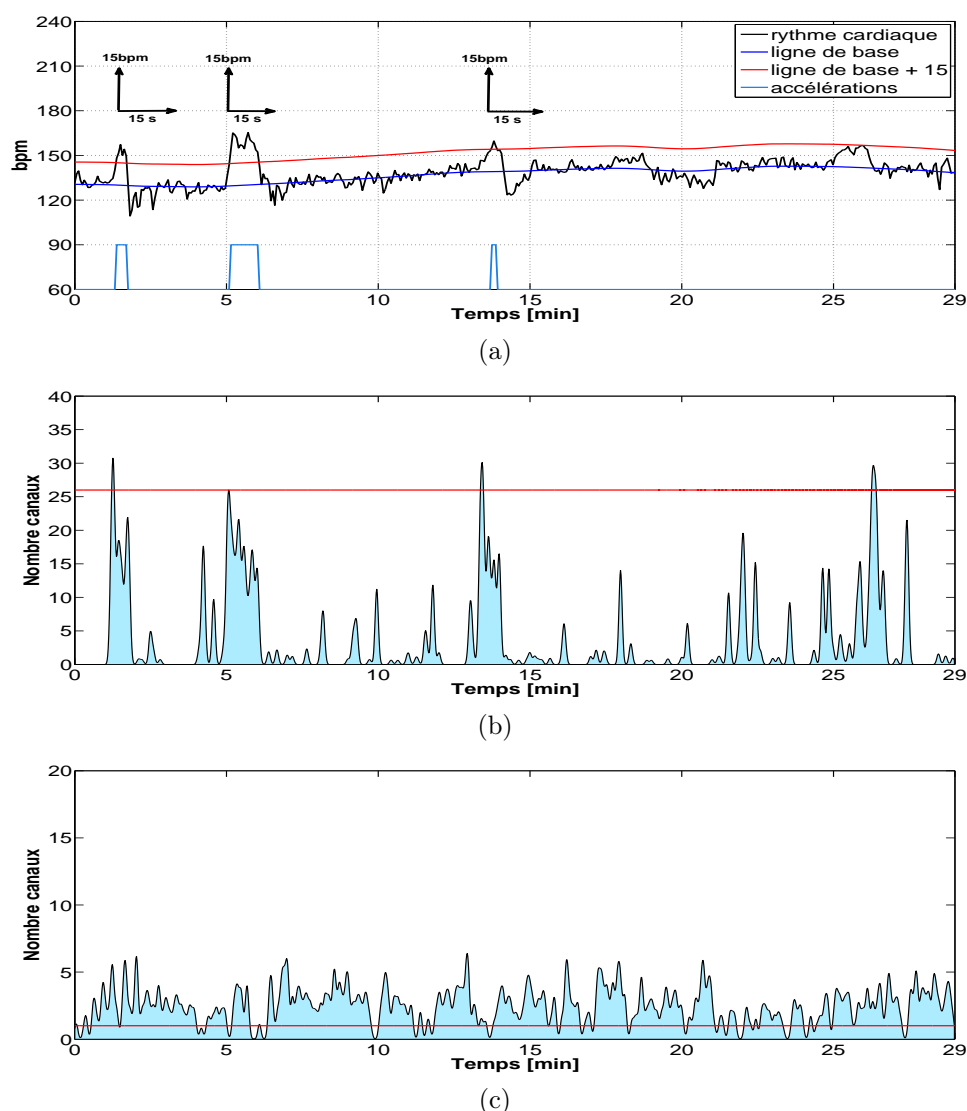 240
210
180
150
120
90
60
bpm
15bpm
15 s
15bpm
15 s
15bpm
15 s
rythme cardiaque
ligne de base
ligne de base + 15
accélérations
0
5
10
15
20
25
29
Temps [min]
(a)
40
35
30
25
20
15
10
5
0
Nombre canaux
0
5
10
15
20
25
29
Temps [min]
(b)
20
15
10
5
0
Nombre canaux
0
5
10
15
20
25
29
Temps [min]
(c)